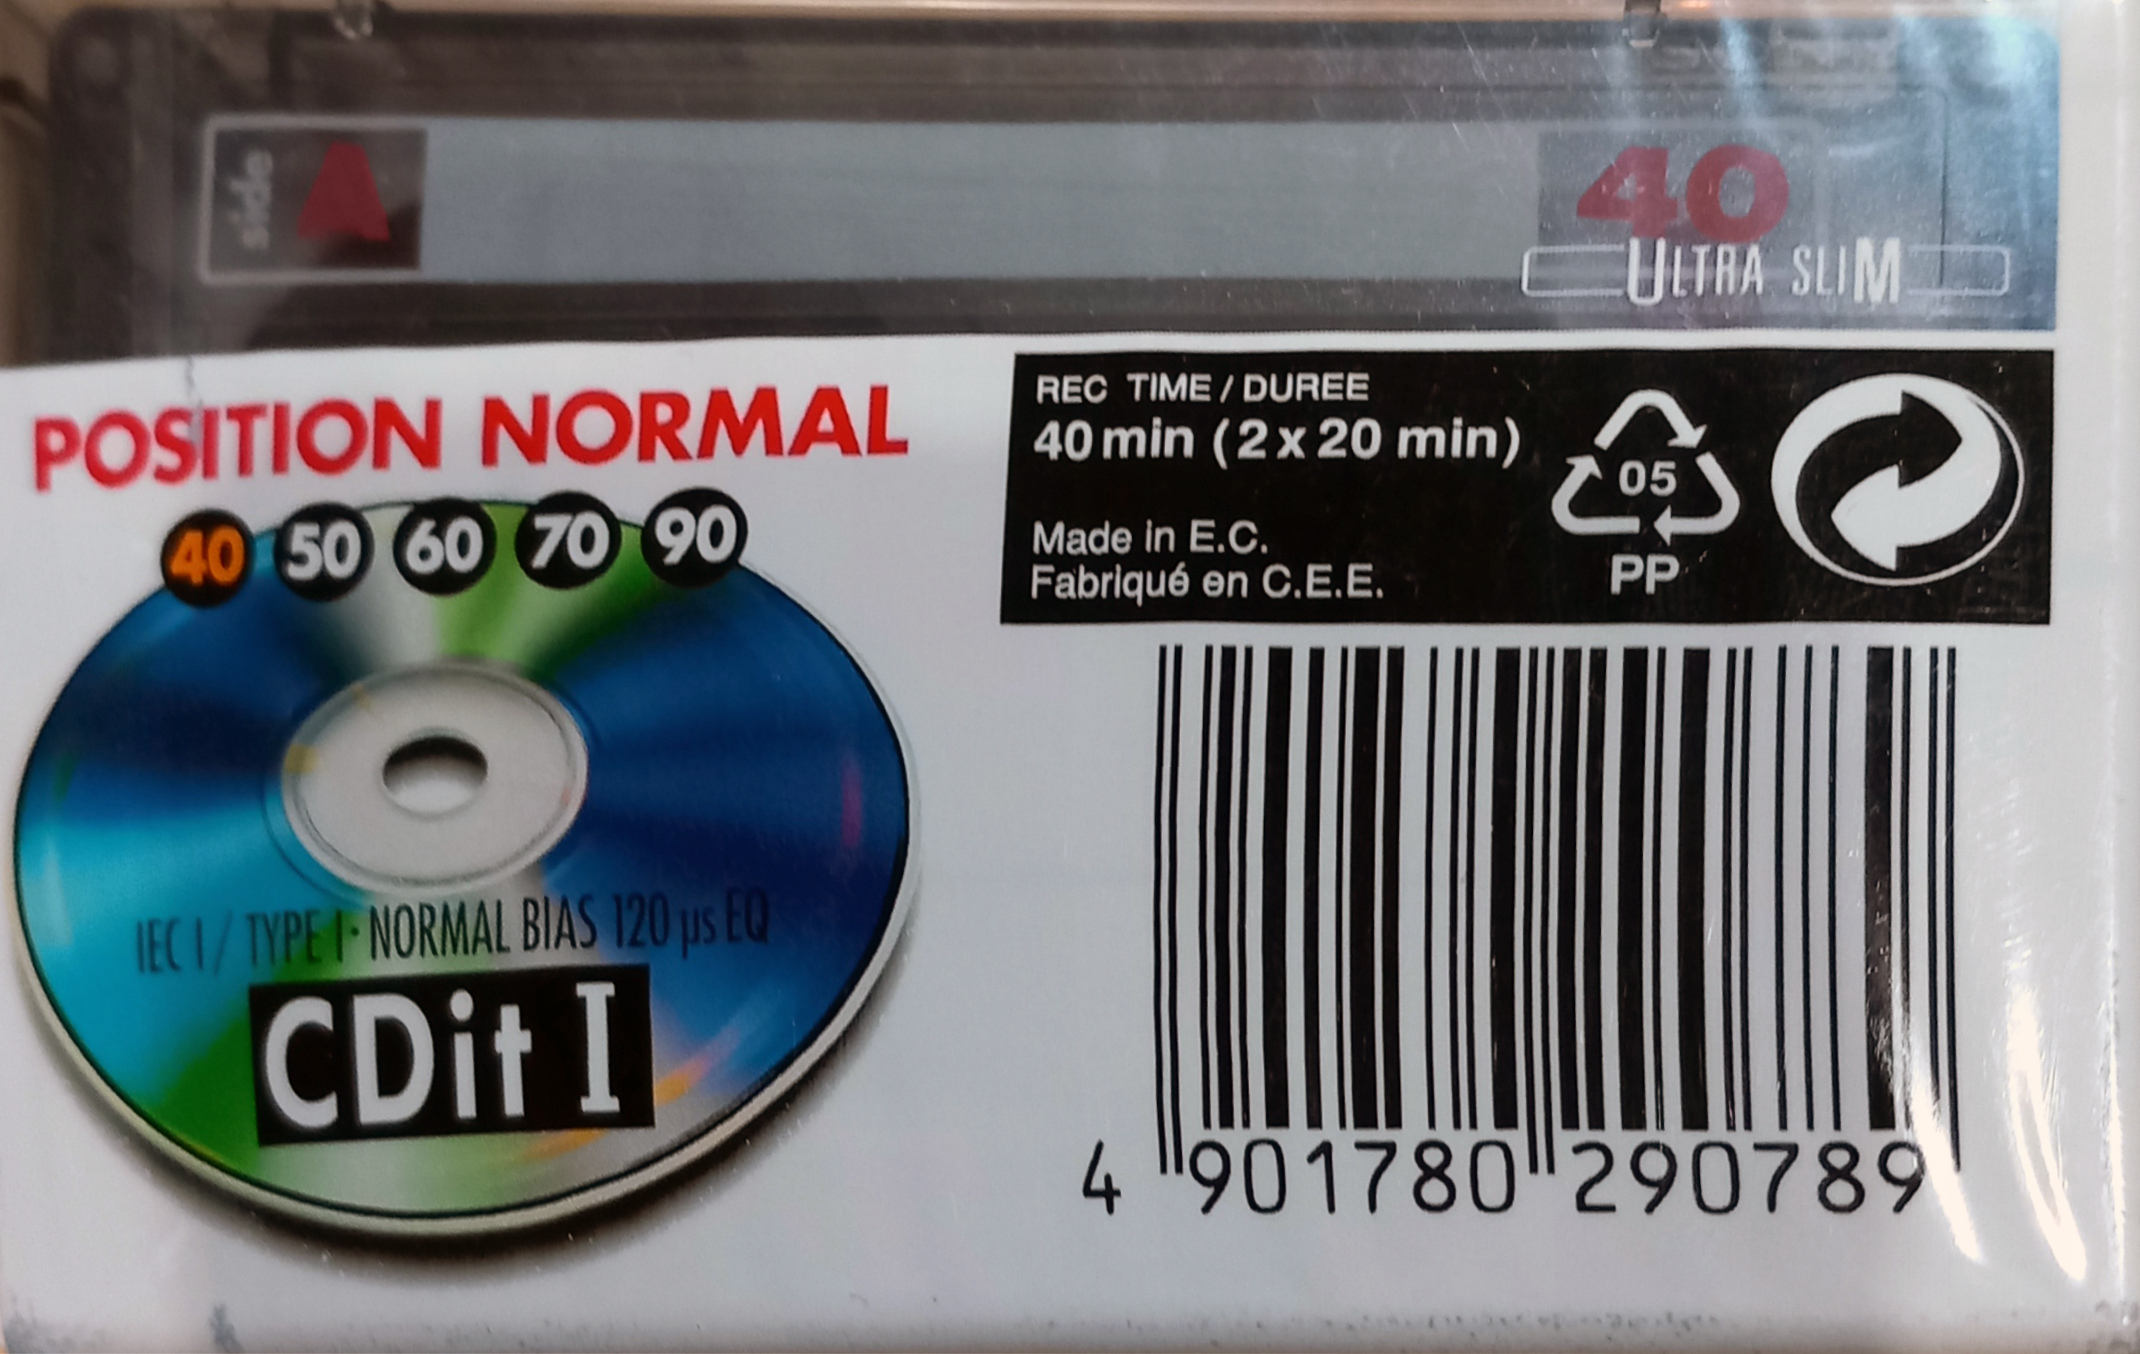 side A
40
ULTRA SLIM
POSITION NORMAL
40 50 60 70 90
IEC I / TYPE I · NORMAL BIAS 120 µs EQ
CDit I
REC TIME / DUREE
40 min (2 x 20 min)
Made in E.C.
Fabriqué en C.E.E.
05
PP
4 901780 290789